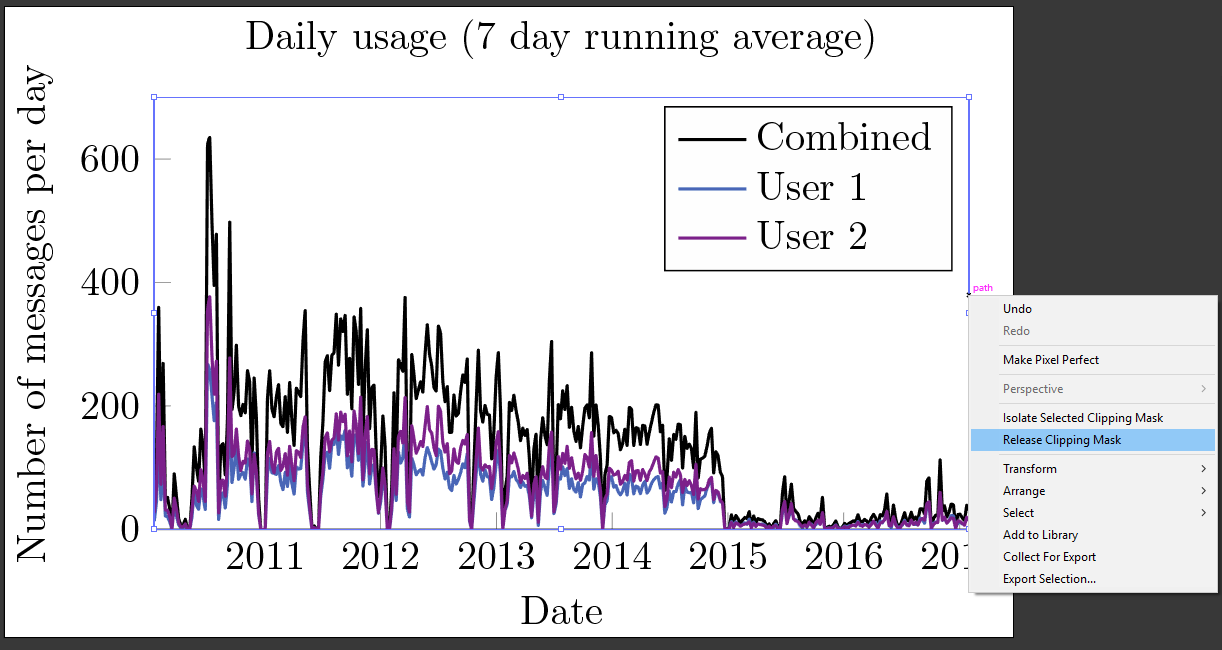 Daily usage (7 day running average)
Number of messages per day
600
400
200
0
Combined
User 1
User 2
2011 2012 2013 2014 2015 2016 201
Date
path
Undo
Redo
Make Pixel Perfect
Perspective
Isolate Selected Clipping Mask
Release Clipping Mask
Transform
Arrange
Select
Add to Library
Collect For Export
Export Selection...